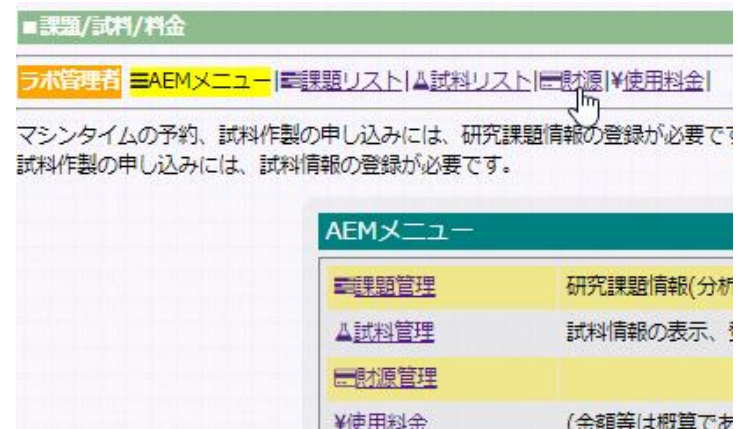 ■課題/試料/料金
ラボ管理者 ☰AEMメニュー|課題リスト|試料リスト|財源|¥使用料金|
マシンタイムの予約、試料作製の申し込みには、研究課題情報の登録が必要です
試料作製の申し込みには、試料情報の登録が必要です。
AEMメニュー
課題管理 研究課題情報(分析
試料管理 試料情報の表示、
財源管理
¥使用料金 (金額等は概算であ